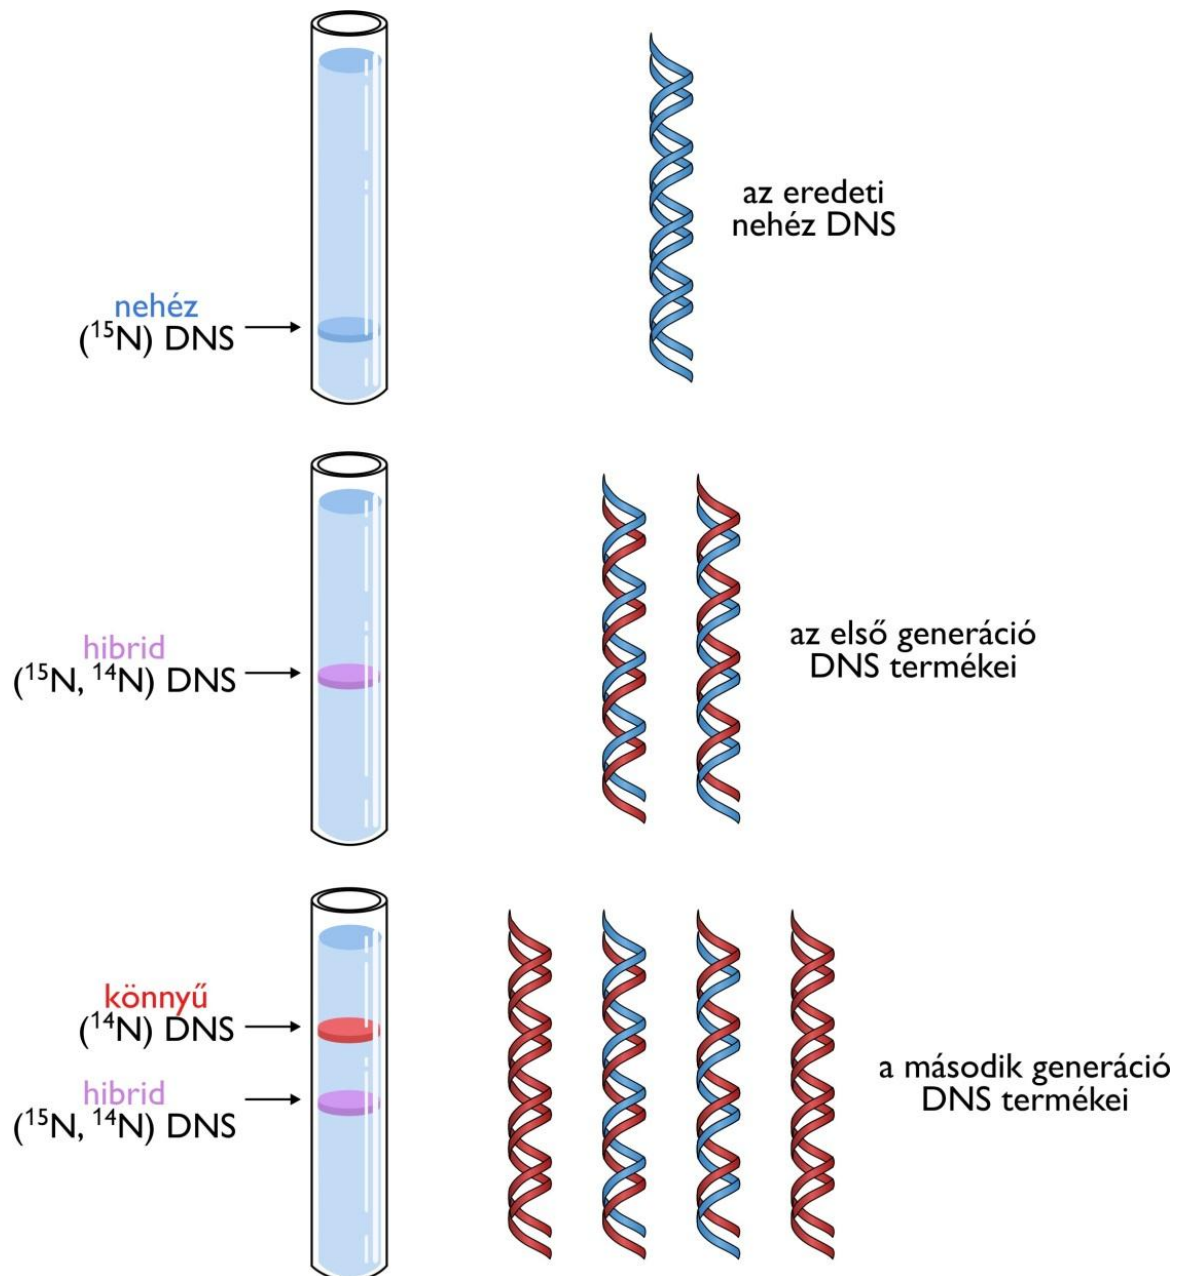 az eredeti
nehéz DNS
nehéz
(¹⁵N) DNS
hibrid
(¹⁵N, ¹⁴N) DNS
az első generáció
DNS termékei
könnyű
(¹⁴N) DNS
hibrid
(¹⁵N, ¹⁴N) DNS
a második generáció
DNS termékei